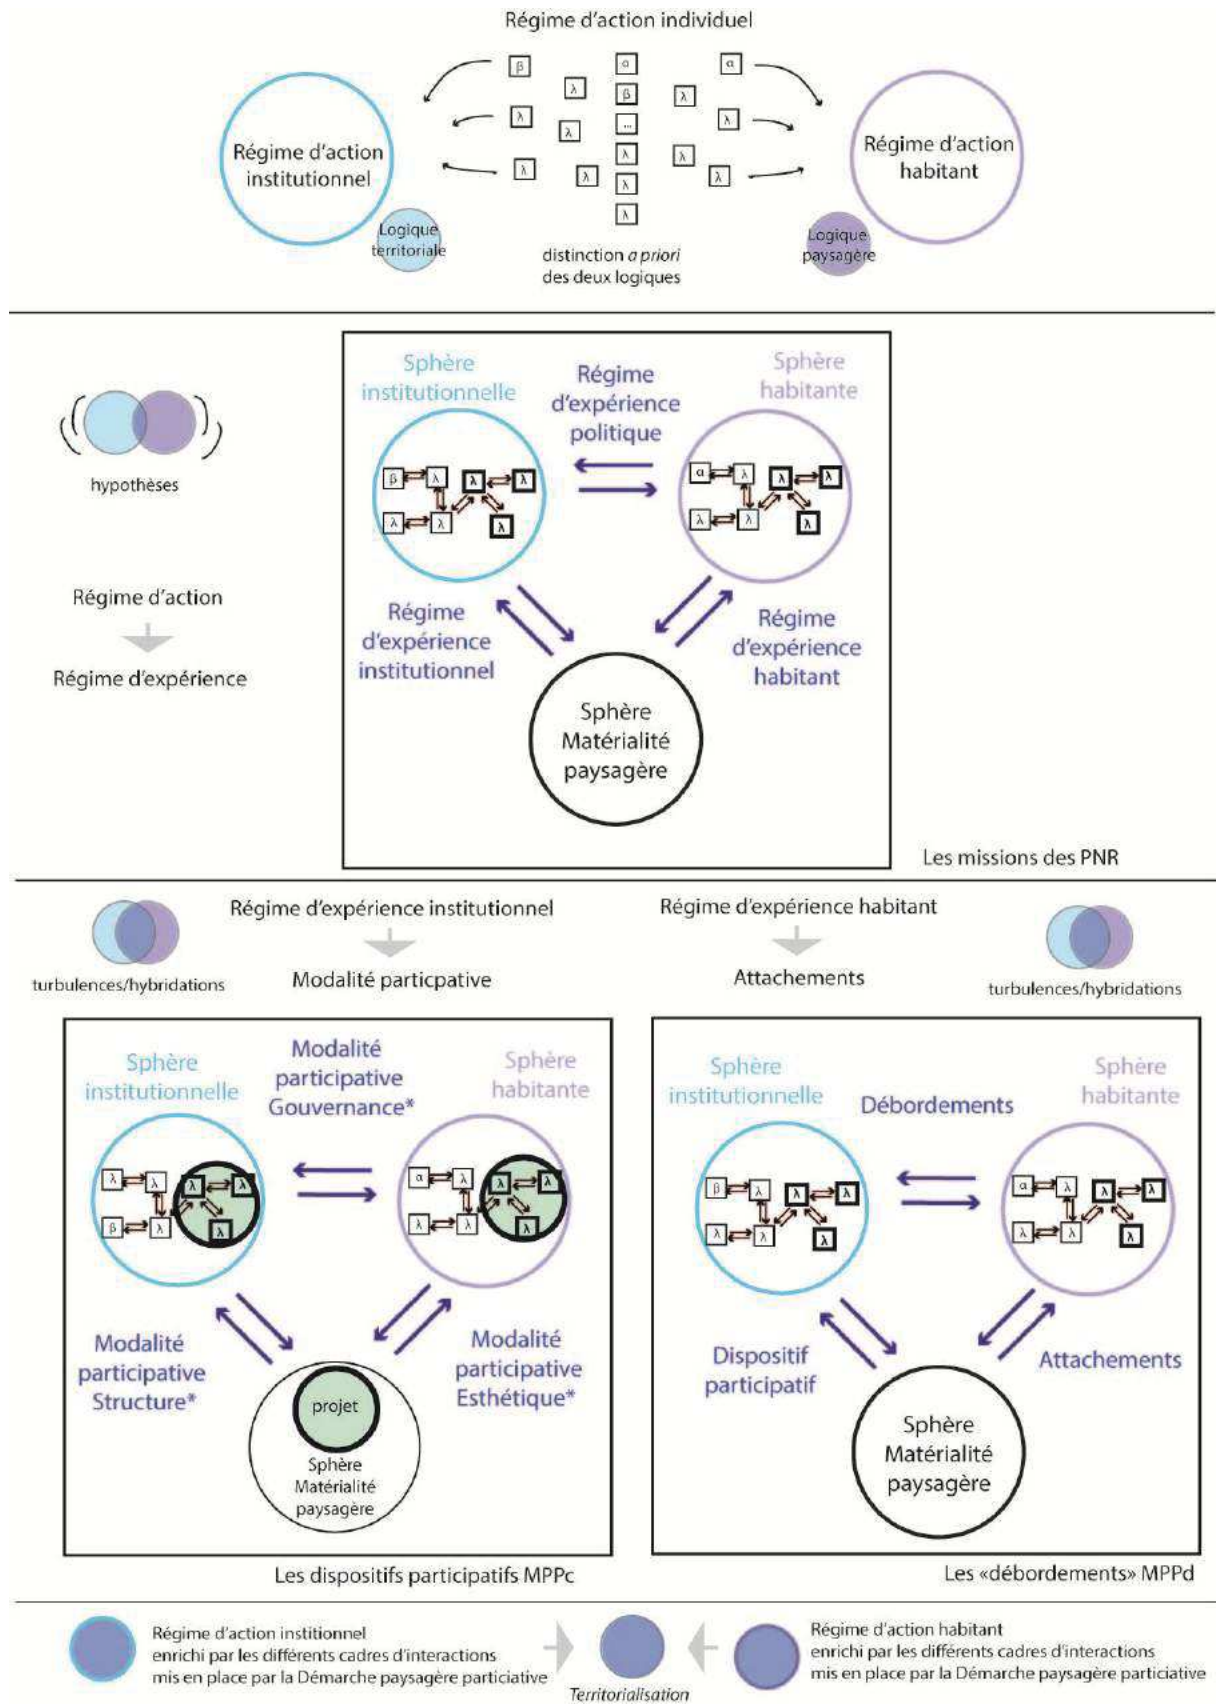 Régime d'action individuel
β
α
α
λ
β
λ
λ
λ
...
λ
λ
λ
λ
λ
λ
λ
λ
λ
Régime d'action
institutionnel
Régime d'action
habitant
Logique
territoriale
Logique
paysagère
distinction a priori
des deux logiques
hypothèses
Régime d'action
Régime d'expérience
Sphère
institutionnelle
Régime
d'expérience
politique
Sphère
habitante
β λ λ λ
λ λ λ
α λ λ λ
λ λ λ
Régime
d'expérience
institutionnel
Régime
d'expérience
habitant
Sphère
Matérialité
paysagère
Les missions des PNR
turbulences/hybridations
Régime d'expérience institutionnel
Modalité particpative
Régime d'expérience habitant
Attachements
turbulences/hybridations
Sphère
institutionnelle
Modalité
participative
Gouvernance*
Sphère
habitante
λ λ λ λ
β λ λ
α λ λ λ
λ λ λ
Modalité
participative
Structure*
Modalité
participative
Esthétique*
projet
Sphère
Matérialité
paysagère
Les dispositifs participatifs MPPc
Sphère
institutionnelle
Débordements
Sphère
habitante
β λ λ λ
λ λ λ
α λ λ λ
λ λ λ
Dispositif
participatif
Attachements
Sphère
Matérialité
paysagère
Les «débordements» MPPd
Régime d'action institionnel
enrichi par les différents cadres d'interactions
mis en place par la Démarche paysagère particiative
Territorialisation
Régime d'action habitant
enrichi par les différents cadres d'interactions
mis en place par la Démarche paysagère particiative